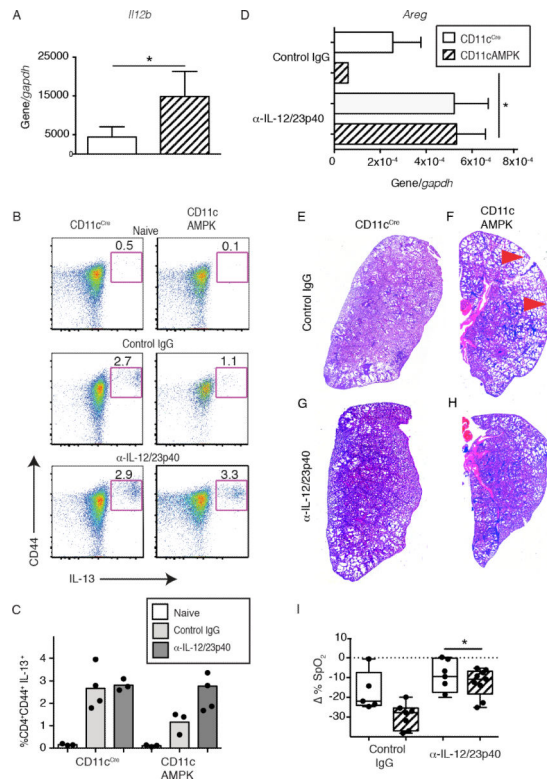 A
Il12b
*
Gene/gapdh
25000
15000
5000
D
Areg
CD11cCre
CD11cAMPK
Control IgG
α-IL-12/23p40
*
0
2x10-4
4x10-4
6x10-4
8x10-4
Gene/gapdh
B
CD11cCre
CD11c
AMPK
Naive
0.5
0.1
Control IgG
2.7
1.1
α-IL-12/23p40
2.9
3.3
CD44
IL-13
E
CD11cCre
F
CD11c
AMPK
Control IgG
G
H
α-IL-12/23p40
C
Naive
Control IgG
α-IL-12/23p40
%CD4+CD44+ IL-13+
4
3
2
1
0
CD11cCre
CD11c
AMPK
I
*
Δ % SpO2
0
-10
-20
-30
Control
IgG
α-IL-12/23p40